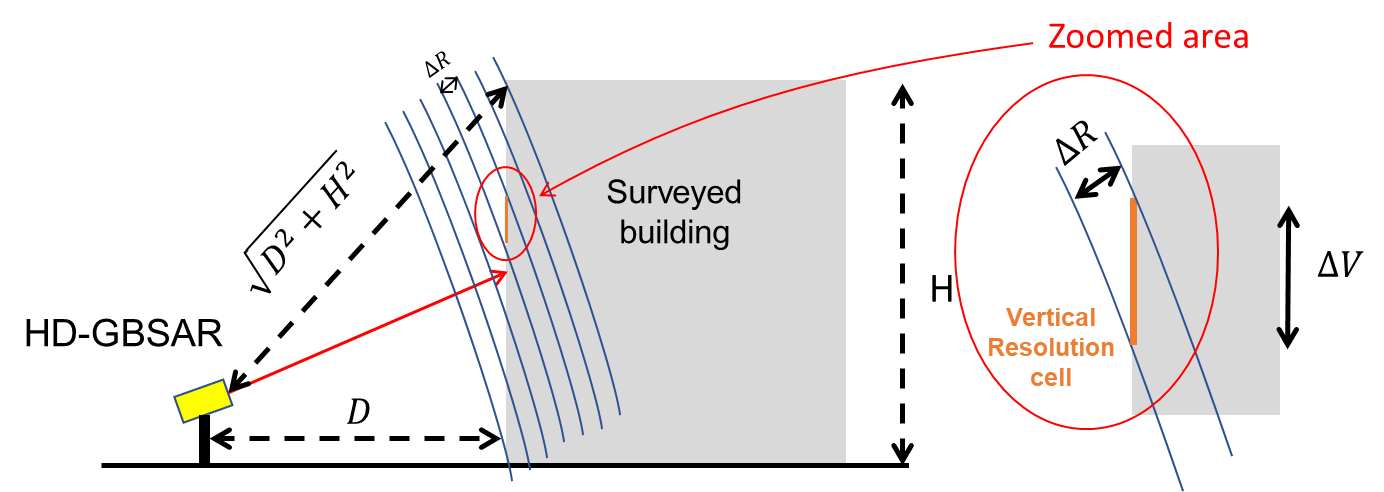 Zoomed area
ΔR
√D² + H²
Surveyed
building
HD-GBSAR
D
H
ΔR
Vertical
Resolution
cell
ΔV